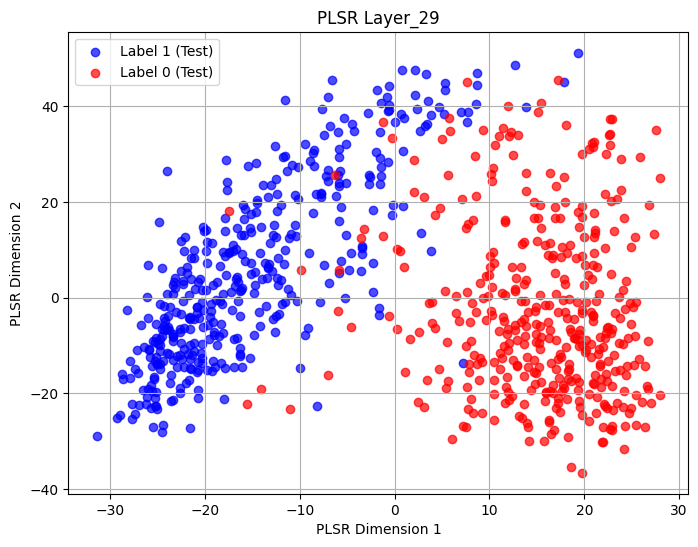 PLSR Layer_29
Label 1 (Test)
Label 0 (Test)
PLSR Dimension 2
40
20
0
−20
−40
−30
−20
−10
0
10
20
30
PLSR Dimension 1